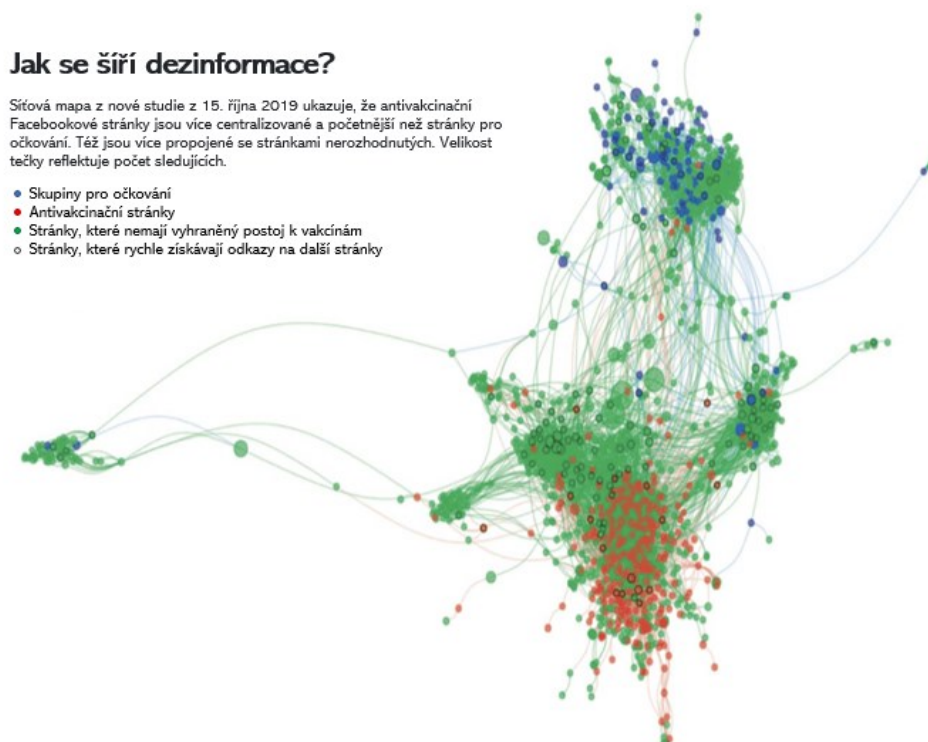 Jak se šíří dezinformace?
Síťová mapa z nové studie z 15. října 2019 ukazuje, že antivakcinační
Facebookové stránky jsou více centralizované a početnější než stránky pro
očkování. Též jsou více propojené se stránkami nerozhodnutých. Velikost
tečky reflektuje počet sledujících.
Skupiny pro očkování
Antivakcinační stránky
Stránky, které nemají vyhraněný postoj k vakcínám
Stránky, které rychle získávají odkazy na další stránky